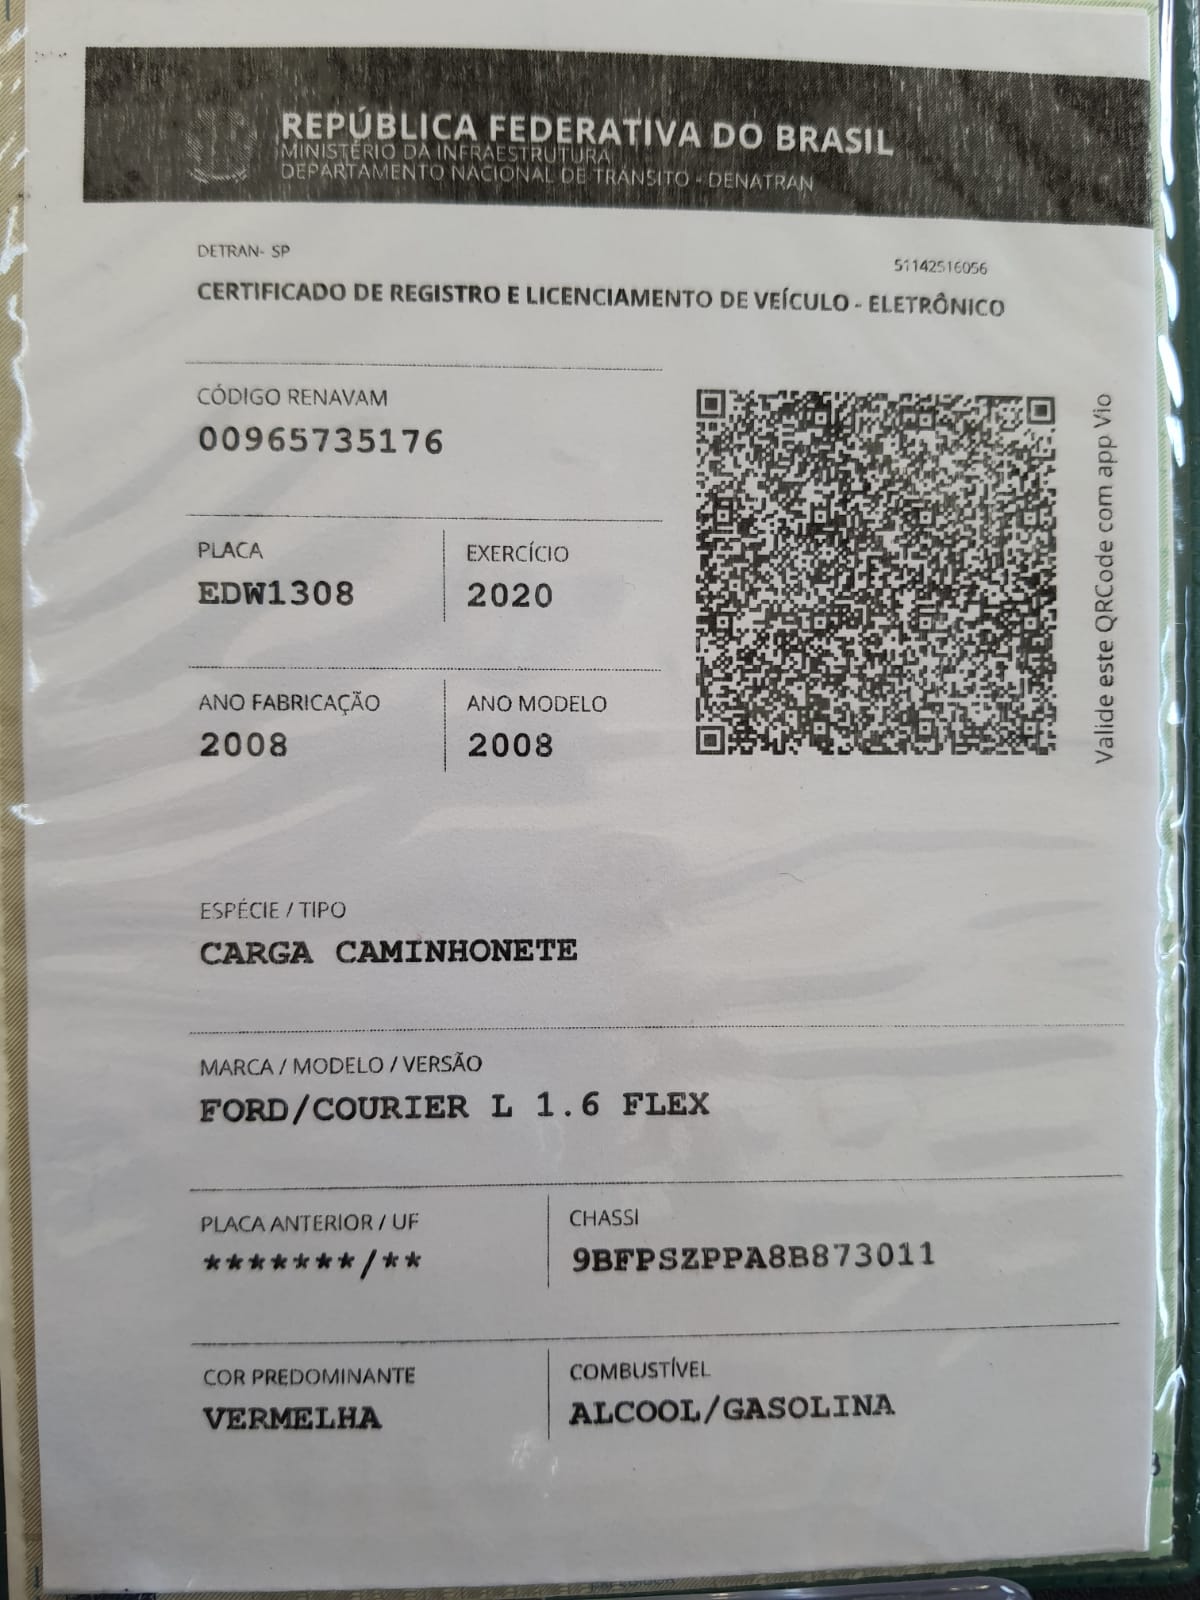 REPÚBLICA FEDERATIVA DO BRASIL
MINISTÉRIO DA INFRAESTRUTURA
DEPARTAMENTO NACIONAL DE TRÂNSITO - DENATRAN
DETRAN- SP
51142516056
CERTIFICADO DE REGISTRO E LICENCIAMENTO DE VEÍCULO - ELETRÔNICO
CÓDIGO RENAVAM
00965735176
PLACA EXERCÍCIO
EDW1308 2020
ANO FABRICAÇÃO ANO MODELO
2008 2008
Valide este QRCode com app Vio
ESPÉCIE / TIPO
CARGA CAMINHONETE
MARCA / MODELO / VERSÃO
FORD/COURIER L 1.6 FLEX
PLACA ANTERIOR / UF CHASSI
*******/** 9BFPSZPPA8B873011
COR PREDOMINANTE COMBUSTÍVEL
VERMELHA ALCOOL/GASOLINA